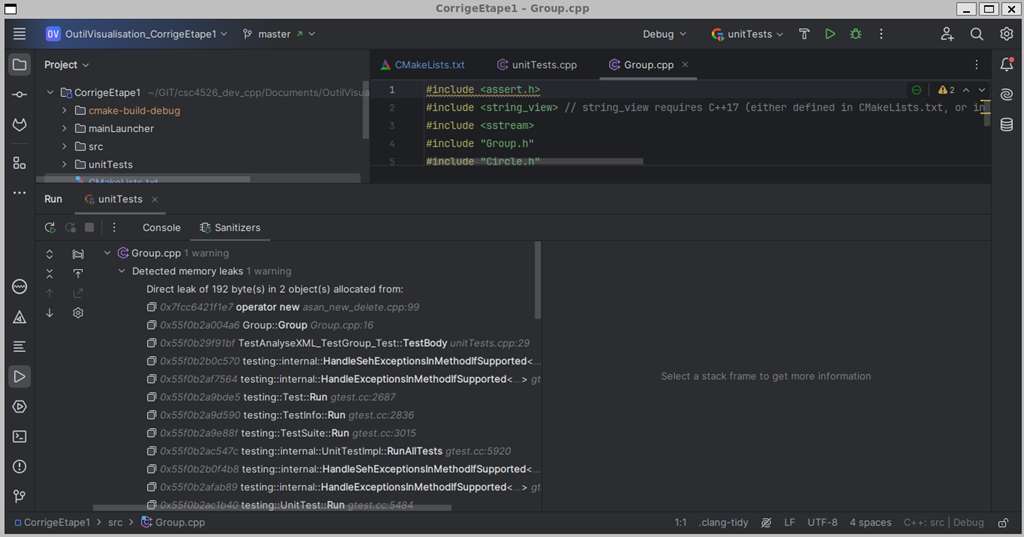 CorrigeEtape1 – Group.cpp
OV OutilVisualisation_CorrigeEtape1 master Debug unitTests
Project
CMakeLists.txt unitTests.cpp Group.cpp
CorrigeEtape1 ~/GIT/csc4526_dev_cpp/Documents/OutilVisua
cmake-build-debug
mainLauncher
src
unitTests
CMakeLists.txt
1 #include <assert.h> 2
2 #include <string_view> // string_view requires C++17 (either defined in CMakeLists.txt, or in
3 #include <sstream>
4 #include "Group.h"
5 #include "Circle.h"
Run unitTests
Console Sanitizers
Group.cpp 1 warning
Detected memory leaks 1 warning
Direct leak of 192 byte(s) in 2 object(s) allocated from:
0x7fcc6421f1e7 operator new asan_new_delete.cpp:99
0x55f0b2a004a6 Group::Group Group.cpp:16
0x55f0b29f91bf TestAnalyseXML_TestGroup_Test::TestBody unitTests.cpp:29
0x55f0b2b0c570 testing::internal::HandleSehExceptionsInMethodIfSupported<...
0x55f0b2af7564 testing::internal::HandleExceptionsInMethodIfSupported<...> gt
0x55f0b2a9bde5 testing::Test::Run gtest.cc:2687
0x55f0b2a9d590 testing::TestInfo::Run gtest.cc:2836
0x55f0b2a9e88f testing::TestSuite::Run gtest.cc:3015
0x55f0b2ac547c testing::internal::UnitTestImpl::RunAllTests gtest.cc:5920
0x55f0b2b0f4b8 testing::internal::HandleSehExceptionsInMethodIfSupported<...
0x55f0b2afab89 testing::internal::HandleExceptionsInMethodIfSupported<...> gt
0x55f0b2ac1b40 testing::UnitTest::Run gtest.cc:5484
Select a stack frame to get more information
CorrigeEtape1 > src > Group.cpp 1:1 .clang-tidy LF UTF-8 4 spaces C++: src | Debug